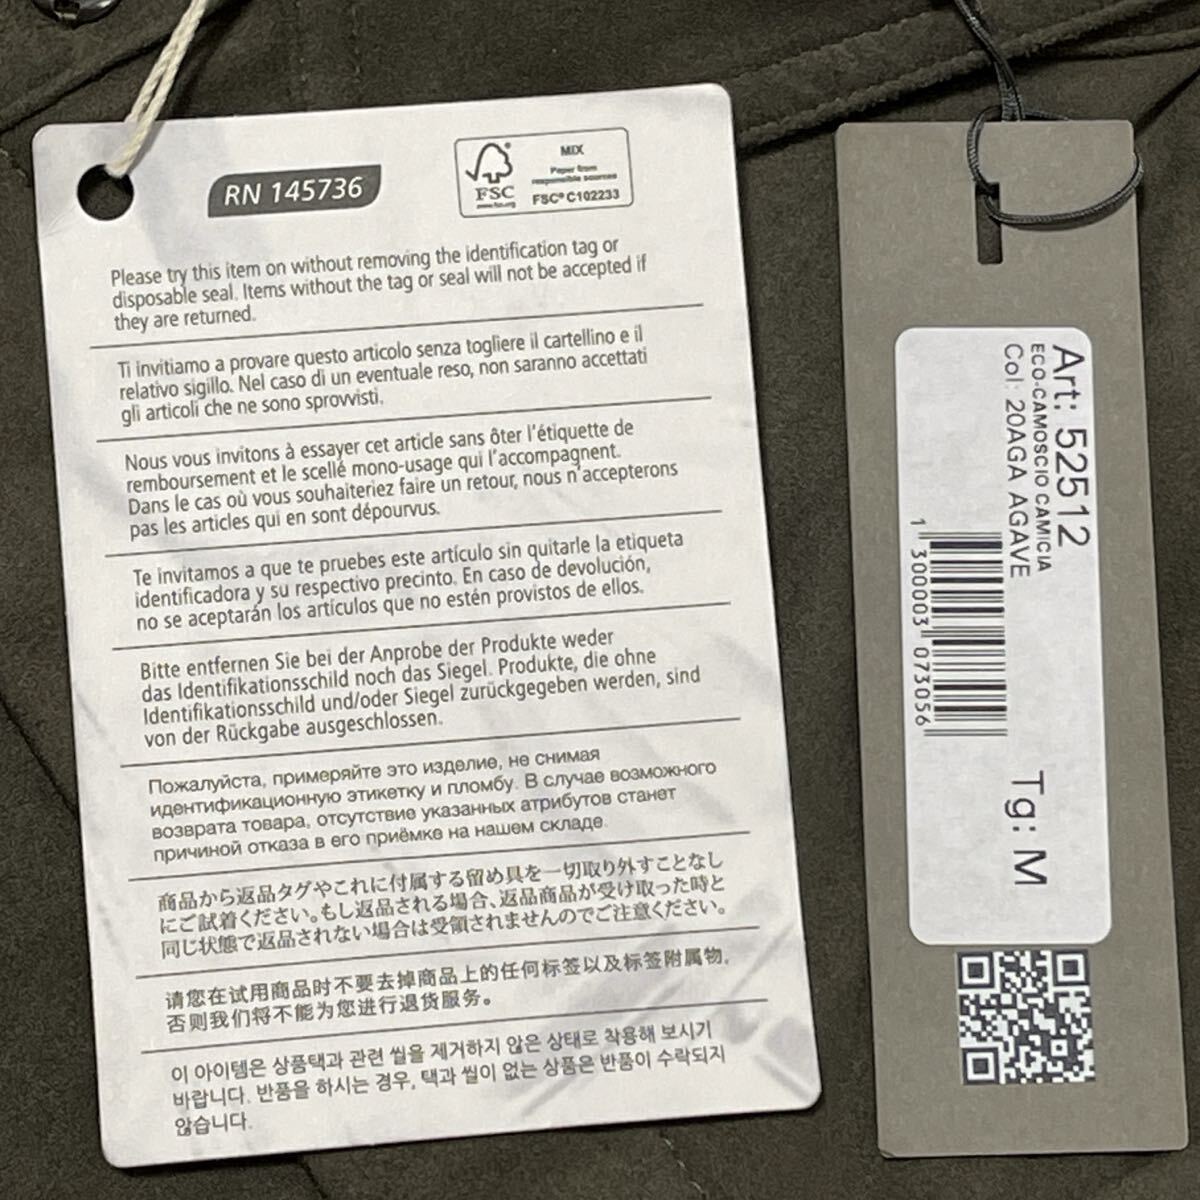 RN 145736
FSC
www.fsc.org
MIX
Paper from
responsible sources
FSC® C102233
Please try this item on without removing the identification tag or
disposable seal. Items without the tag or seal will not be accepted if
they are returned.
Ti invitiamo a provare questo articolo senza togliere il cartellino e il
relativo sigillo. Nel caso di un eventuale reso, non saranno accettati
gli articoli che ne sono sprovvisti.
Nous vous invitons à essayer cet article sans ôter l'étiquette de
remboursement et le scellé mono-usage qui l'accompagnent.
Dans le cas où vous souhaiteriez faire un retour, nous n'accepterons
pas les articles qui en sont dépourvus.
Te invitamos a que te pruebes este artículo sin quitarle la etiqueta
identificadora y su respectivo precinto. En caso de devolución,
no se aceptarán los artículos que no estén provistos de ellos.
Bitte entfernen Sie bei der Anprobe der Produkte weder
das Identifikationsschild noch das Siegel. Produkte, die ohne
Identifikationsschild und/oder Siegel zurückgegeben werden, sind
von der Rückgabe ausgeschlossen.
Пожалуйста, примеряйте это изделие, не снимая
идентификационную этикетку и пломбу. В случае возможного
возврата товара, отсутствие указанных атрибутов станет
причиной отказа в его приёмке на нашем складе.
商品から返品タグやこれに付属する留め具を一切取り外すことなし
にご試着ください。もし返品される場合、返品商品が受け取った時と
同じ状態で返品されない場合は受領されませんのでご注意ください。
请您在试用商品时不要去掉商品上的任何标签以及标签附属物。
否则我们将不能为您进行退货服务。
이 아이템은 상품택과 관련 씰을 제거하지 않은 상태로 착용해 보시기
바랍니다. 반품을 하시는 경우, 택과 씰이 없는 상품은 반품이 수락되지
않습니다.
Art: 52512
ECO-CAMOSCIO CAMICIA
Col: 20AGA AGAVE
1 300003 073056
Tg: M